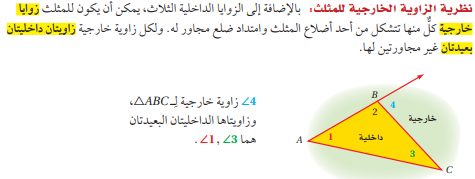 نظرية الزاوية الخارجية للمثلث: بالإضافة إلى الزوايا الداخلية الثلاث، يمكن أن يكون للمثلث زوايا
خارجية كلٌّ منها تتشكل من أحد أضلاع المثلث وامتداد ضلع مجاور له. ولكل زاوية خارجية زاويتان داخليتان
بعيدتان غير مجاورتين لها.
∠4 زاوية خارجية لِـ △ABC،
وزاويتاها الداخليتان البعيدتان
هما ∠1, ∠3 .
B
2 4
خارجية
A 1 داخلية
3
C